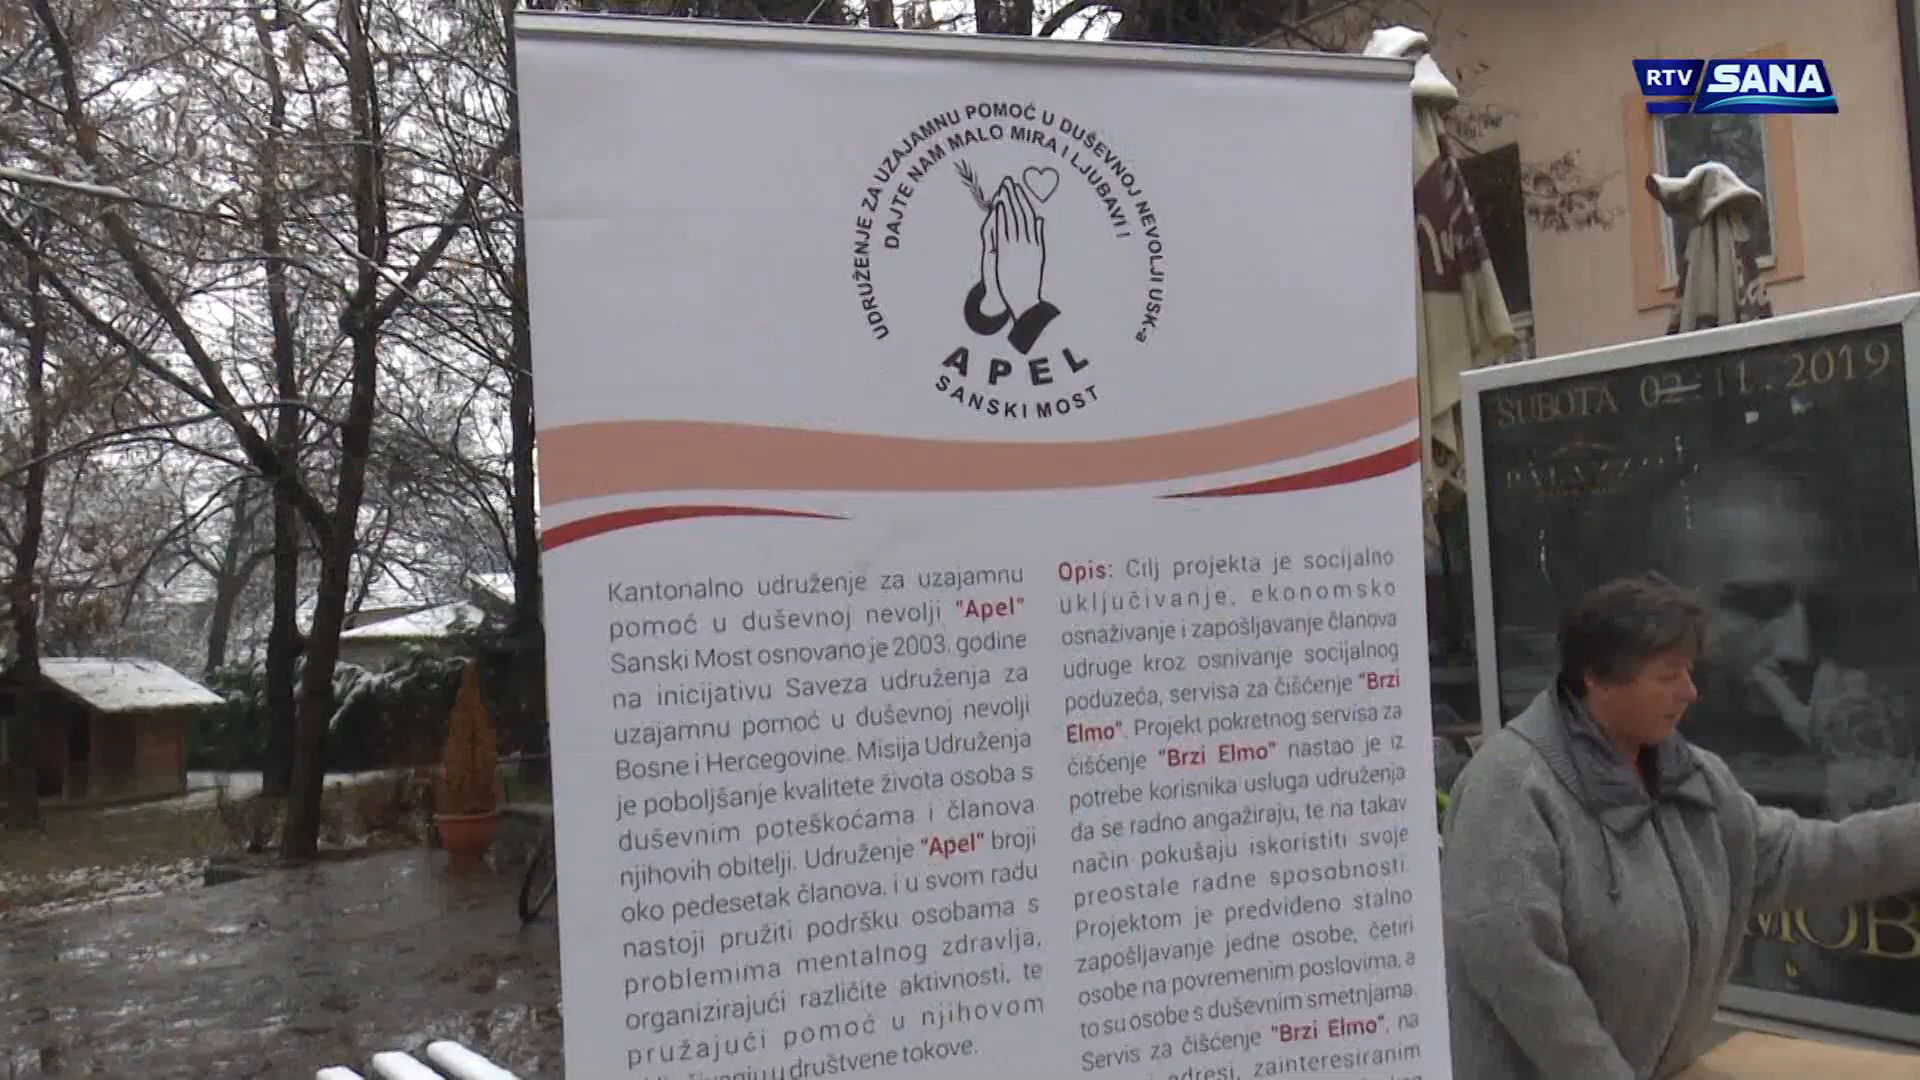 RTV SANA
UDRUŽENJE ZA UZAJAMNU POMOĆ U DUŠEVNOJ NEVOLJI USK-a
DAJTE NAM MALO MIRA I LJUBAVI !
APEL
SANSKI MOST
Kantonalno udruženje za uzajamnu
pomoć u duševnoj nevolji "Apel"
Sanski Most osnovano je 2003. godine
na inicijativu Saveza udruženja za
uzajamnu pomoć u duševnoj nevolji
Bosne i Hercegovine. Misija Udruženja
je poboljšanje kvalitete života osoba s
duševnim poteškoćama i članova
njihovih obitelji. Udruženje "Apel" broji
oko pedesetak članova, i u svom radu
nastoji pružiti podršku osobama s
problemima mentalnog zdravlja,
organizirajući različite aktivnosti, te
pružajući pomoć u njihovom
u društvene tokove.
Opis: Cilj projekta je socijalno
uključivanje, ekonomsko
osnaživanje i zapošljavanje članova
udruge kroz osnivanje socijalnog
poduzeća, servisa za čišćenje "Brzi
Elmo". Projekt pokretnog servisa za
čišćenje "Brzi Elmo" nastao je iz
potrebe korisnika usluga udruženja
da se radno angažiraju, te na takav
način pokušaju iskoristiti svoje
preostale radne sposobnosti.
Projektom je predviđeno stalno
zapošljavanje jedne osobe, četiri
osobe na povremenim poslovima, a
to su osobe s duševnim smetnjama.
Servis za čišćenje "Brzi Elmo", na
adresi, zainteresiranim
SUBOTA 02.11.2019
PALAZZO
MOB